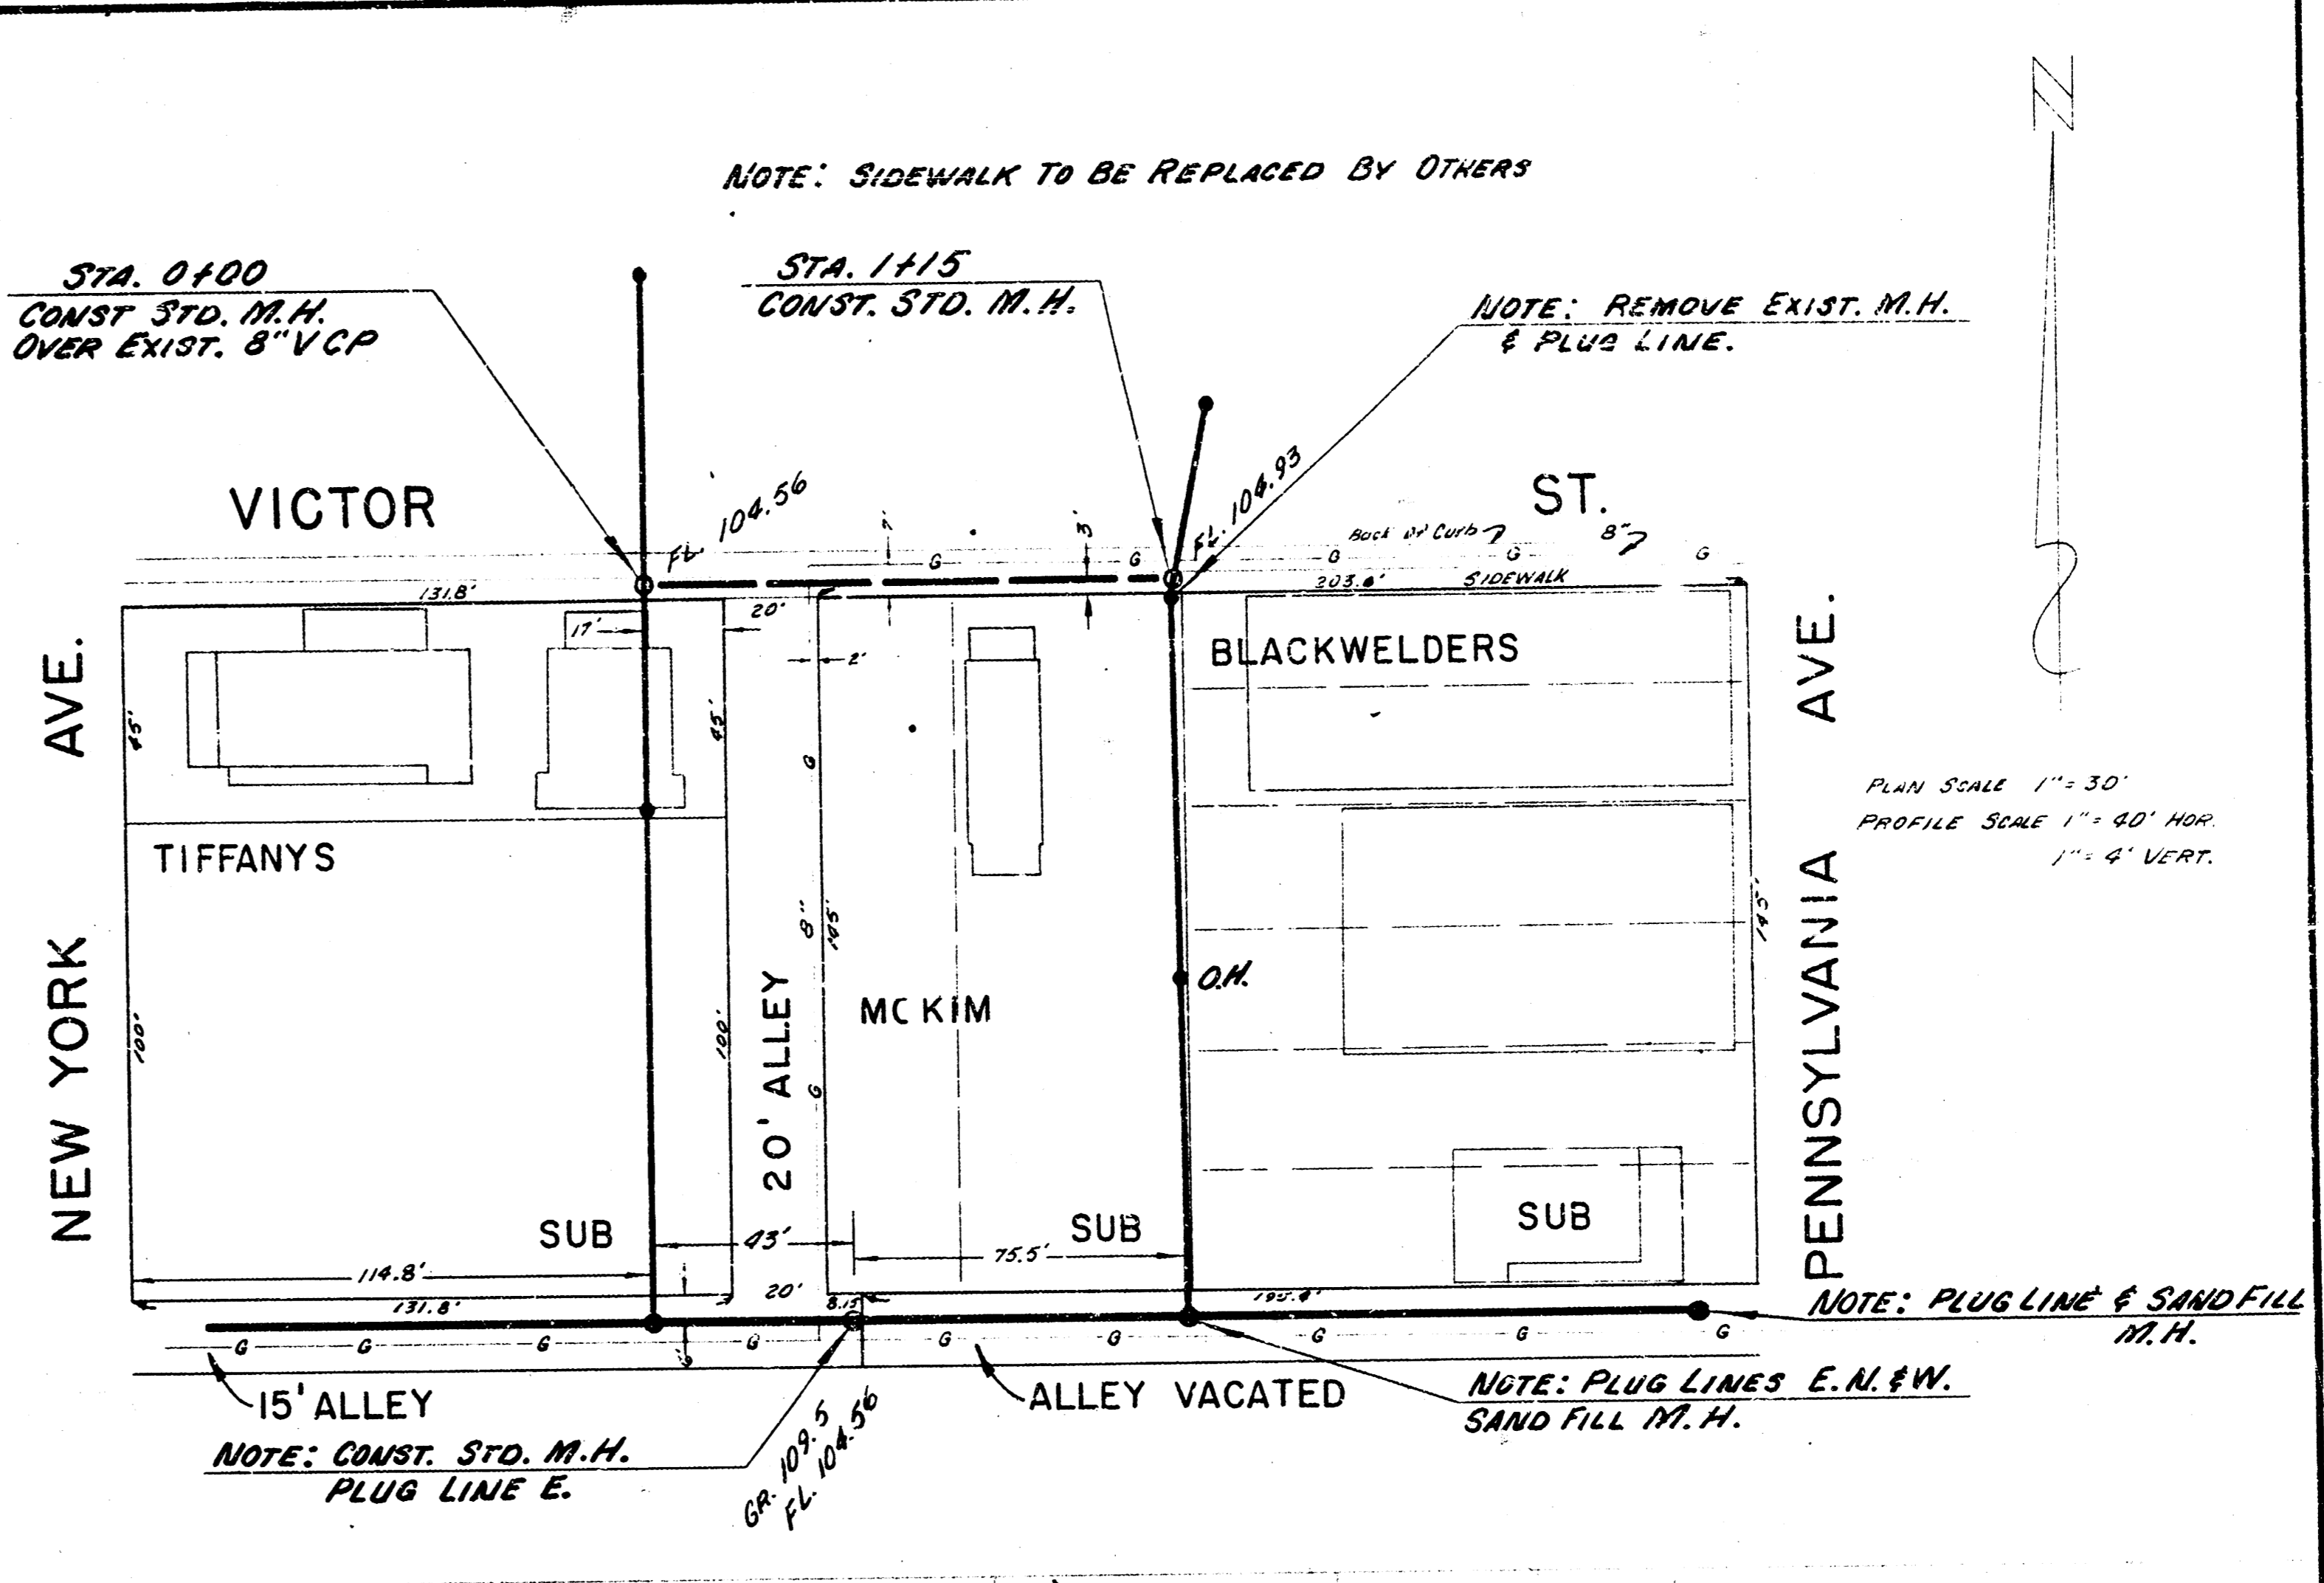 N
NOTE: SIDEWALK TO BE REPLACED BY OTHERS
STA. 0+00
CONST STD. M.H.
OVER EXIST. 8" VCP
STA. 1+15
CONST. STD. M.H.
NOTE: REMOVE EXIST. M.H.
& PLUG LINE.
VICTOR
ST.
FL. 104.56
FL. 104.93
3'
Back of Curb
8"
G
G
G
G
G
131.8'
20'
203.6'
SIDEWALK
17'
2'
BLACKWELDERS
NEW YORK AVE.
PENNSYLVANIA AVE.
45'
45'
G
TIFFANYS
PLAN SCALE 1" = 30'
PROFILE SCALE 1" = 40' HOR.
1" = 4' VERT.
8"
145'
145'
O.H.
MC KIM
100'
100'
20' ALLEY
G
SUB
43'
SUB
75.5'
SUB
114.8'
131.8'
20'
8.15'
195.4'
NOTE: PLUG LINE & SAND FILL
M.H.
G
G
G
G
G
G
G
G
G
15' ALLEY
ALLEY VACATED
NOTE: PLUG LINES E.N. & W.
SAND FILL M.H.
NOTE: CONST. STD. M.H.
PLUG LINE E.
GR. 109.5
FL. 104.56